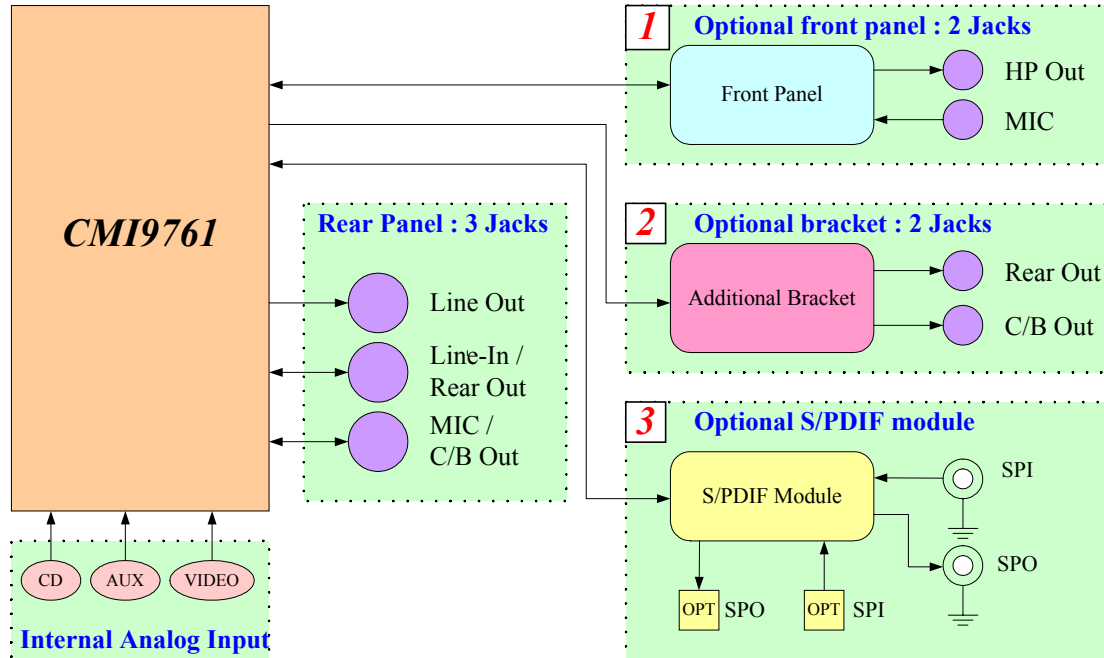 CMI9761
1
Optional front panel : 2 Jacks
Front Panel
HP Out
MIC
Rear Panel : 3 Jacks
Line Out
Line-In /
Rear Out
MIC /
C/B Out
2
Optional bracket : 2 Jacks
Additional Bracket
Rear Out
C/B Out
3
Optional S/PDIF module
S/PDIF Module
SPI
SPO
OPT
SPO
OPT
SPI
CD
AUX
VIDEO
Internal Analog Input